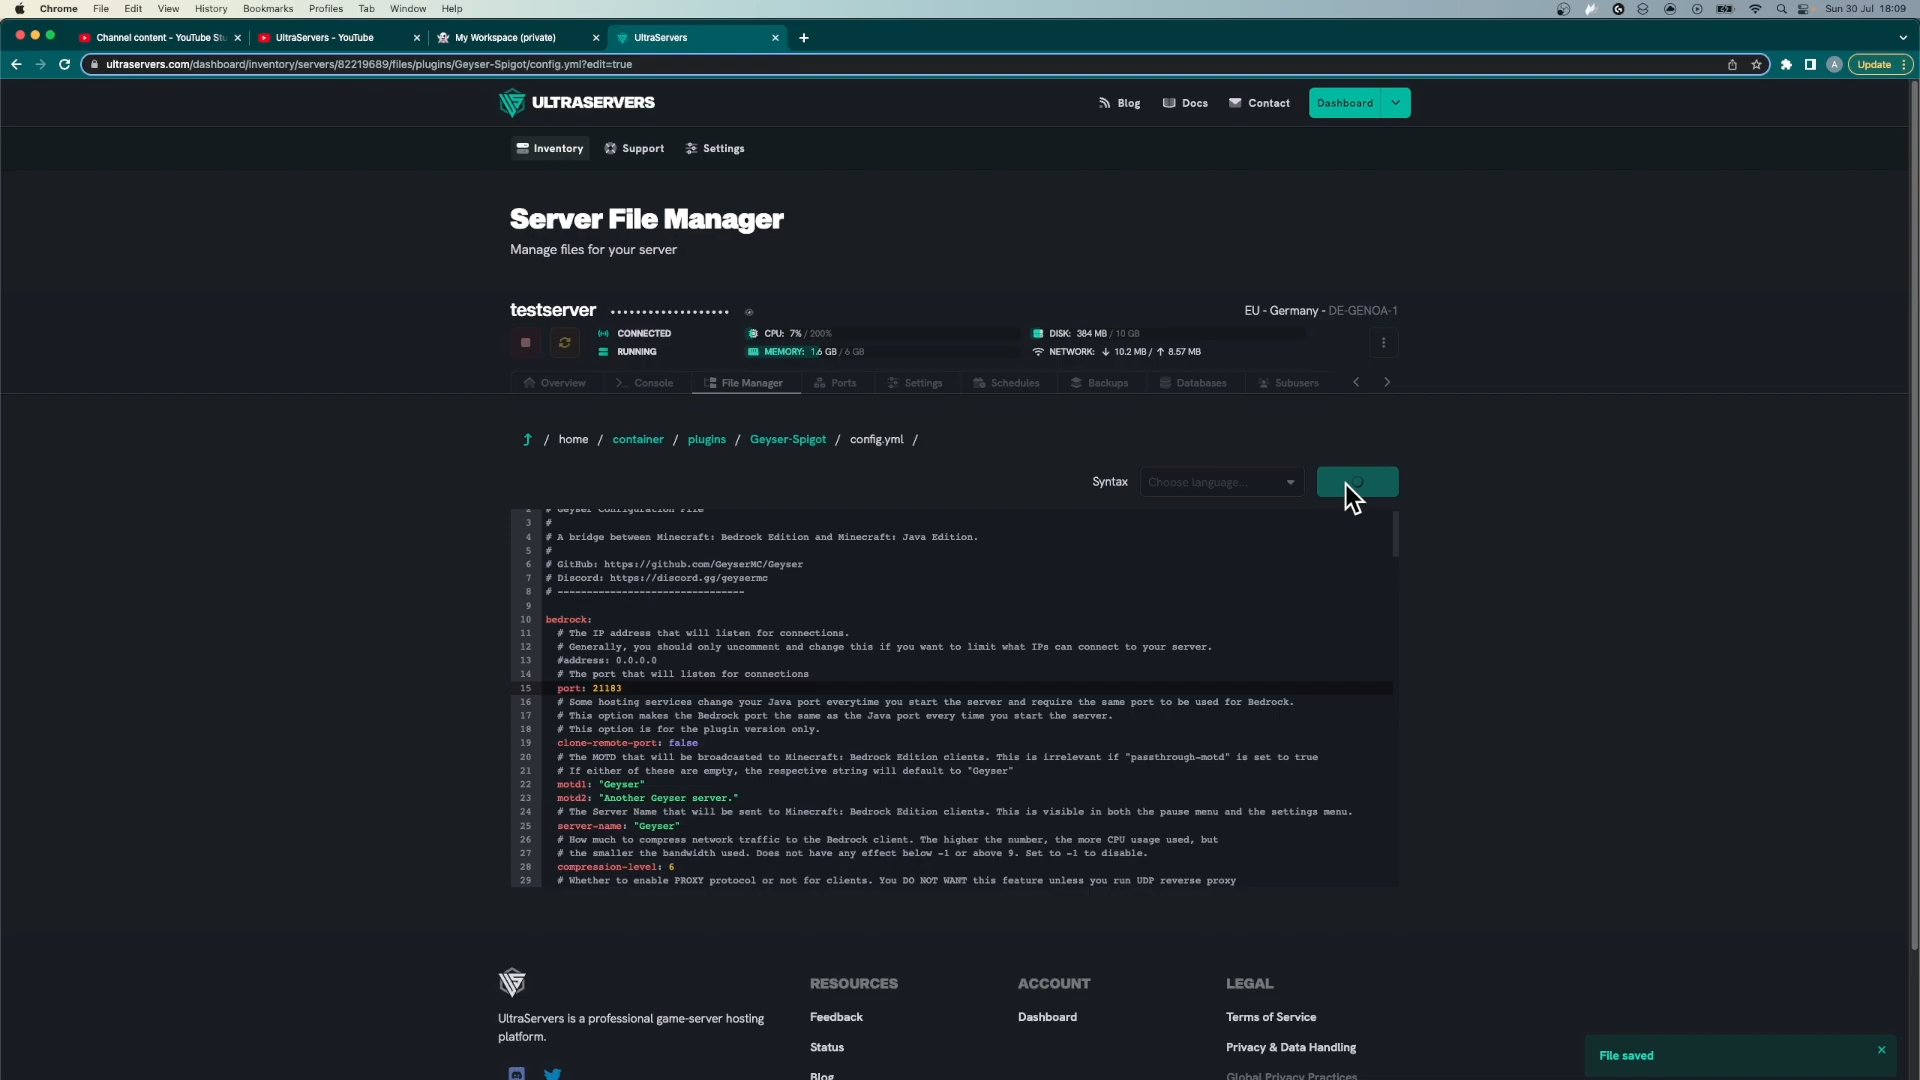 Chrome File Edit View History Bookmarks Profiles Tab Window Help
Sun 30 Jul 18:09
Channel content - YouTube Stu
UltraServers - YouTube
My Workspace (private)
UltraServers
ultraservers.com/dashboard/inventory/servers/82219689/files/plugins/Geyser-Spigot/config.yml?edit=true
A
Update
ULTRASERVERS
Blog
Docs
Contact
Dashboard
Inventory
Support
Settings
Server File Manager
Manage files for your server
testserver ••••••••••••••••••••
EU - Germany - DE-GENOA-1
CONNECTED
CPU: 7% / 200%
DISK: 384 MB / 10 GB
RUNNING
MEMORY: 1.6 GB / 6 GB
NETWORK: ↓ 10.2 MB / ↑ 8.57 MB
Overview
Console
File Manager
Ports
Settings
Schedules
Backups
Databases
Subusers
/ home / container / plugins / Geyser-Spigot / config.yml /
Syntax
Choose language...
2 # Geyser Configuration File
3 #
4 # A bridge between Minecraft: Bedrock Edition and Minecraft: Java Edition.
5 #
6 # GitHub: https://github.com/GeyserMC/Geyser
7 # Discord: https://discord.gg/geysermc
8 # --------------------------------
9
10 bedrock:
11 # The IP address that will listen for connections.
12 # Generally, you should only uncomment and change this if you want to limit what IPs can connect to your server.
13 #address: 0.0.0.0
14 # The port that will listen for connections
15 port: 21183
16 # Some hosting services change your Java port everytime you start the server and require the same port to be used for Bedrock.
17 # This option makes the Bedrock port the same as the Java port every time you start the server.
18 # This option is for the plugin version only.
19 clone-remote-port: false
20 # The MOTD that will be broadcasted to Minecraft: Bedrock Edition clients. This is irrelevant if "passthrough-motd" is set to true
21 # If either of these are empty, the respective string will default to "Geyser"
22 motd1: "Geyser"
23 motd2: "Another Geyser server."
24 # The Server Name that will be sent to Minecraft: Bedrock Edition clients. This is visible in both the pause menu and the settings menu.
25 server-name: "Geyser"
26 # How much to compress network traffic to the Bedrock client. The higher the number, the more CPU usage used, but
27 # the smaller the bandwidth used. Does not have any effect below -1 or above 9. Set to -1 to disable.
28 compression-level: 6
29 # Whether to enable PROXY protocol or not for clients. You DO NOT WANT this feature unless you run UDP reverse proxy
UltraServers is a professional game-server hosting
platform.
RESOURCES
Feedback
Status
Blog
ACCOUNT
Dashboard
LEGAL
Terms of Service
Privacy & Data Handling
Global Privacy Practices
File saved